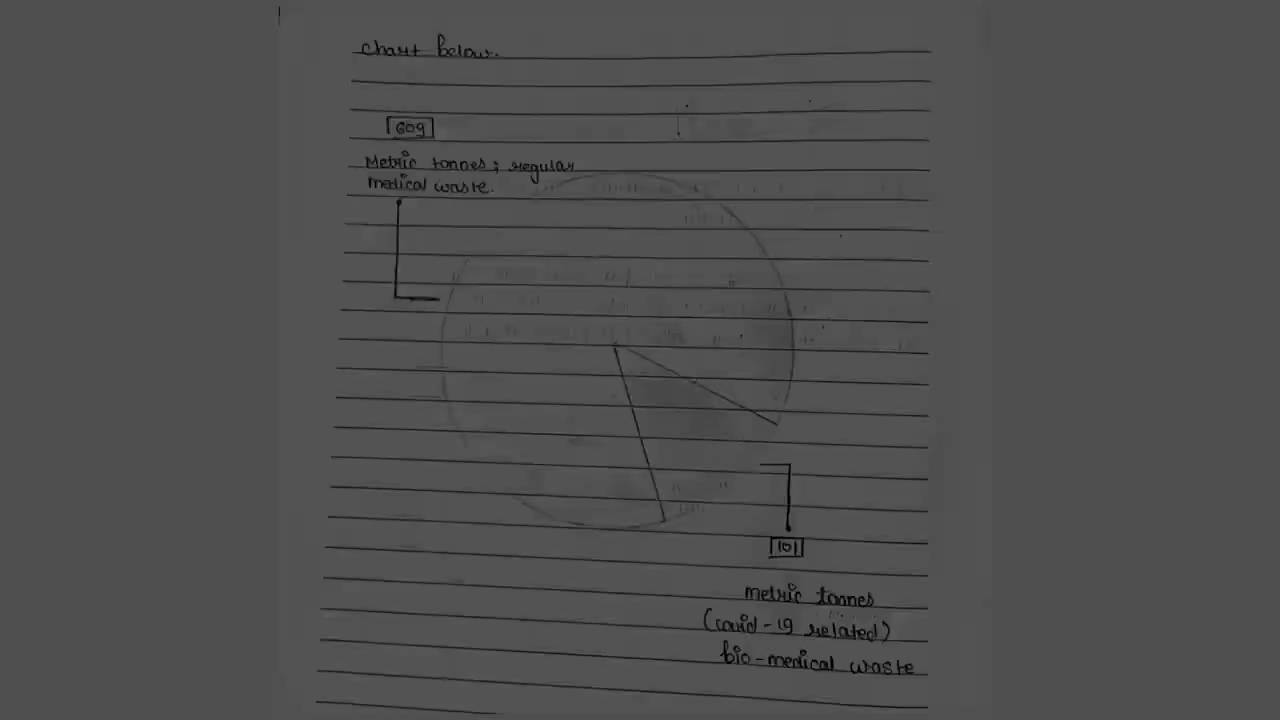 chart below.
609
Metric tonnes; regular
medical waste.
101
metric tonnes
(covid-19 related)
bio-medical waste